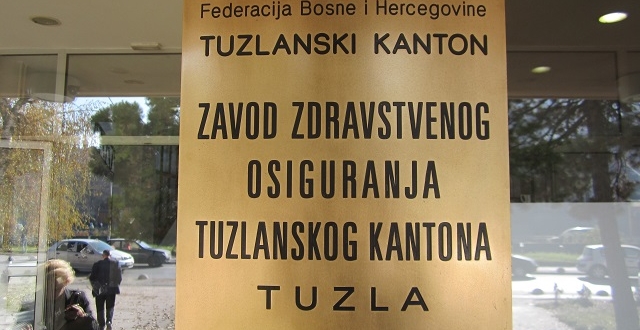 Federacija Bosne i Hercegovine
TUZLANSKI KANTON
ZAVOD ZDRAVSTVENOG
OSIGURANJA
TUZLANSKOG KANTONA
TUZLA